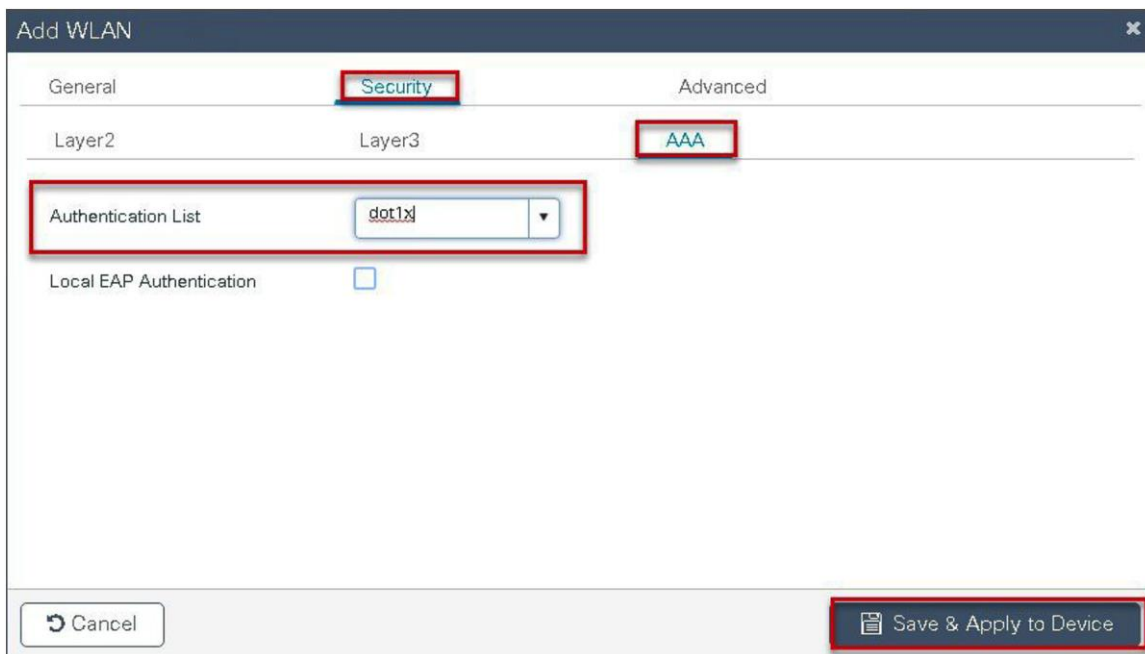 Add WLAN
General Security Advanced
Layer2 Layer3 AAA
Authentication List dot1x
Local EAP Authentication
Cancel Save & Apply to Device